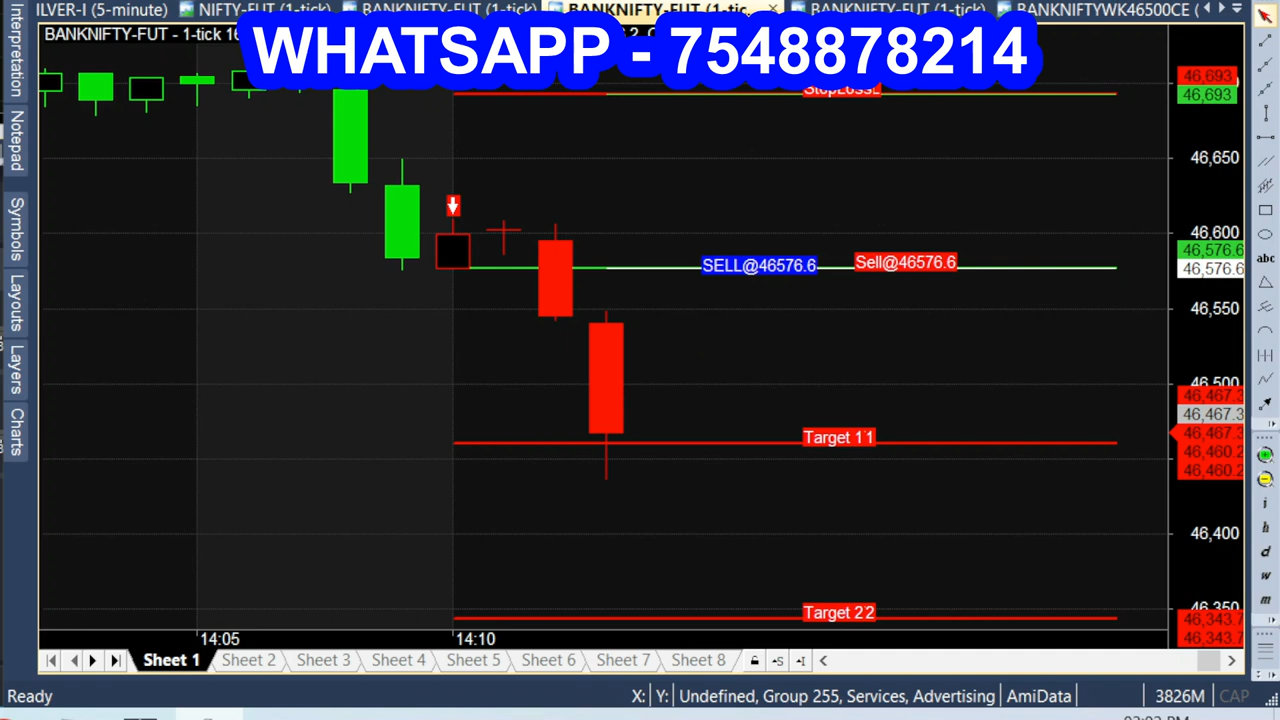 ILVER-I (5-minute)
NIFTY-FUT (1-tick)
BANKNIFTY-FUT (1-tick)
BANKNIFTY-FUT (1-tic...
BANKNIFTY-FUT (1-tick)
BANKNIFTYWK46500CE (
WHATSAPP - 7548878214
BANKNIFTY-FUT - 1-tick
StopLoss
46,693
46,693
46,650
46,600
46,576.6
46,576.6
SELL@46576.6
Sell@46576.6
46,550
46,500
46,467.3
46,467.3
46,467.3
46,460.2
46,460.2
Target 11
46,400
46,350
Target 22
46,343.7
46,343.7
14:05
14:10
Interpretation
Notepad
Symbols
Layouts
Layers
Charts
abc
i
h
d
w
m
Sheet 1
Sheet 2
Sheet 3
Sheet 4
Sheet 5
Sheet 6
Sheet 7
Sheet 8
Ready
X:
Y:
Undefined, Group 255, Services, Advertising
AmiData
3826M
CAP